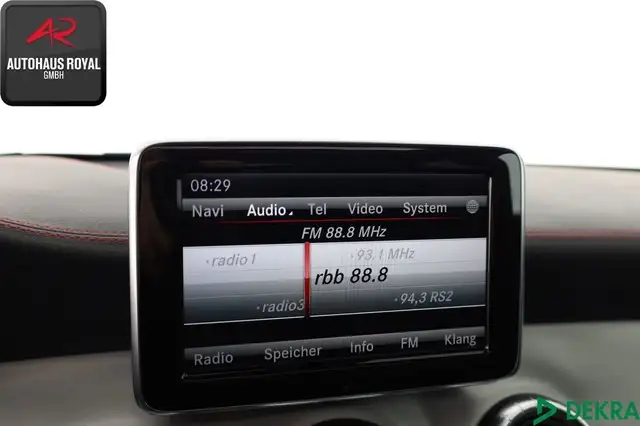 AR
AUTOHAUS ROYAL
GMBH
08:29
Navi Audio Tel Video System
FM 88.8 MHz
·radio1 ·93.1 MHz
rbb 88.8
·radio3 ·94,3 RS2
Radio Speicher Info FM Klang
DEKRA